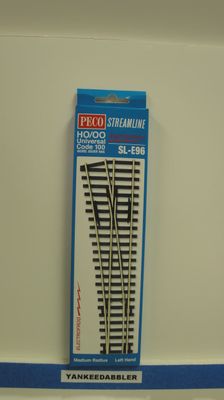 PECO STREAMLINE
HO/OO
Universal
Code 100
SL-E96
ELECTROFROG
Medium Radius Left Hand
YANKEEDABBLER